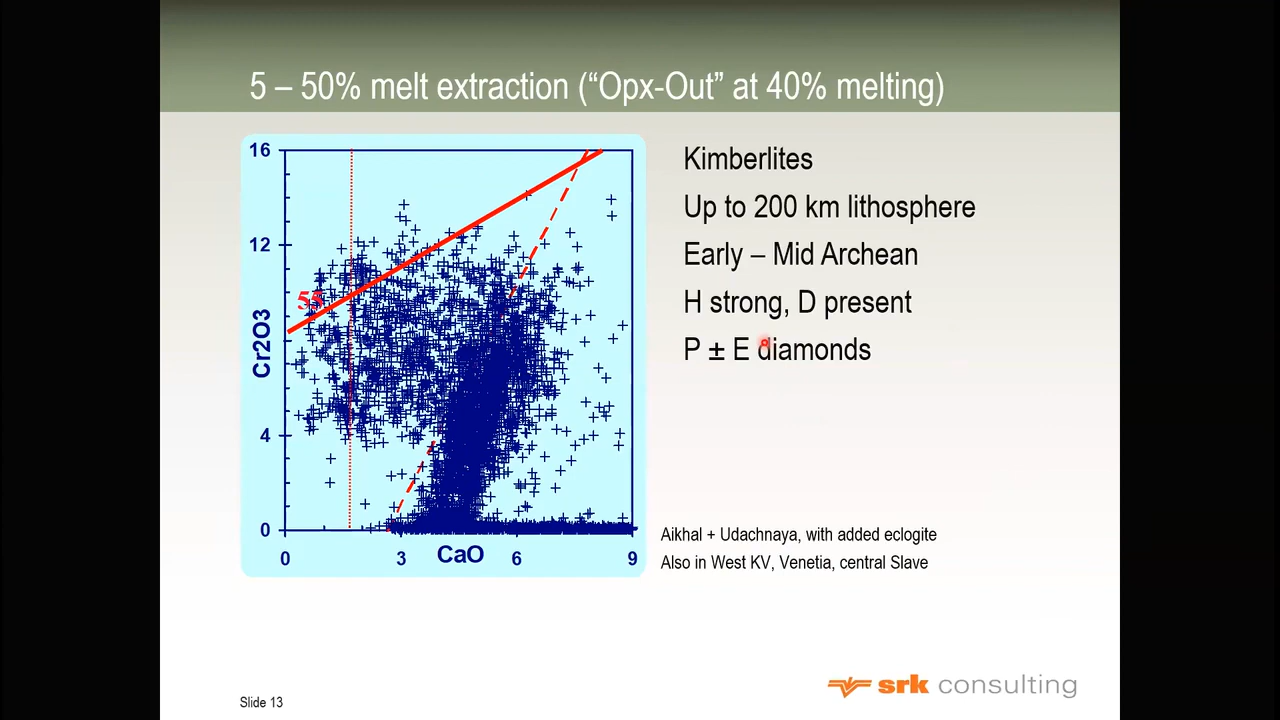 5 – 50% melt extraction (“Opx-Out” at 40% melting)
16
12
4
0
Cr2O3
55
0
3
CaO
6
9
Kimberlites
Up to 200 km lithosphere
Early – Mid Archean
H strong, D present
P ± E diamonds
Aikhal + Udachnaya, with added eclogite
Also in West KV, Venetia, central Slave
Slide 13
srk consulting